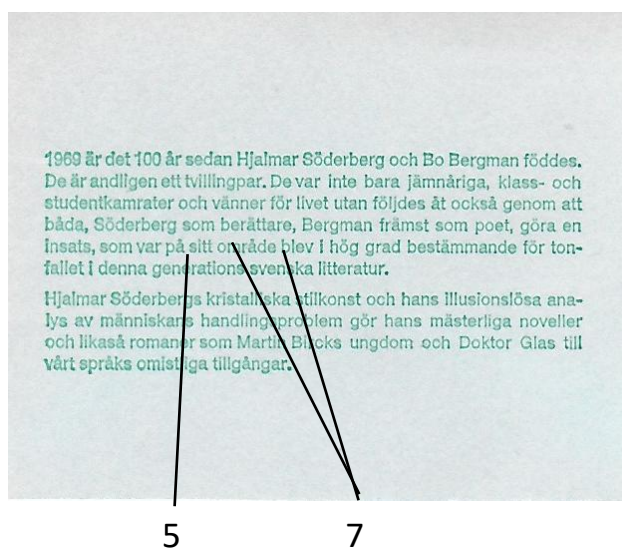 1969 är det 100 år sedan Hjalmar Söderberg och Bo Bergman föddes.
De är andligen ett tvillingpar. De var inte bara jämnåriga, klass- och
studentkamrater och vänner för livet utan följdes åt också genom att
båda, Söderberg som berättare, Bergman främst som poet, göra en
insats, som var på sitt område blev i hög grad bestämmande för ton-
fallet i denna generations svenska litteratur.
Hjalmar Söderbergs kristalliska stilkonst och hans illusionslösa ana-
lys av människans handlingsproblem gör hans mästerliga noveller
och likaså romaner som Martin Bircks ungdom och Doktor Glas till
vårt språks omistliga tillgångar.
5 7